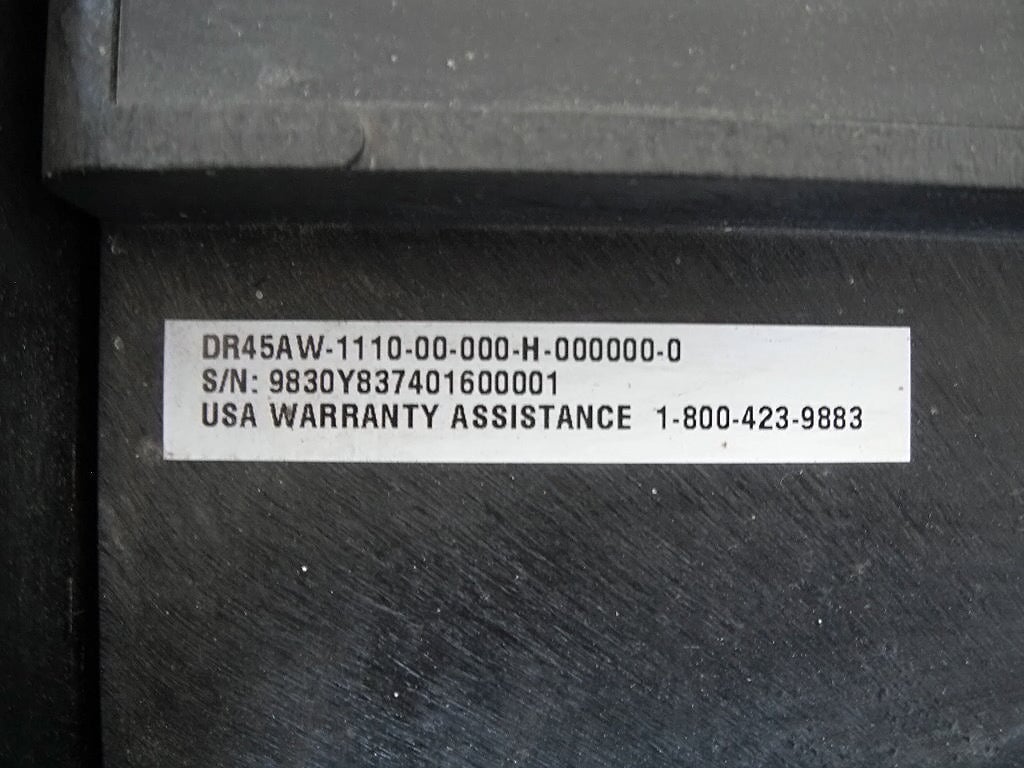 DR45AW-1110-00-000-H-000000-0
S/N: 9830Y837401600001
USA WARRANTY ASSISTANCE 1-800-423-9883